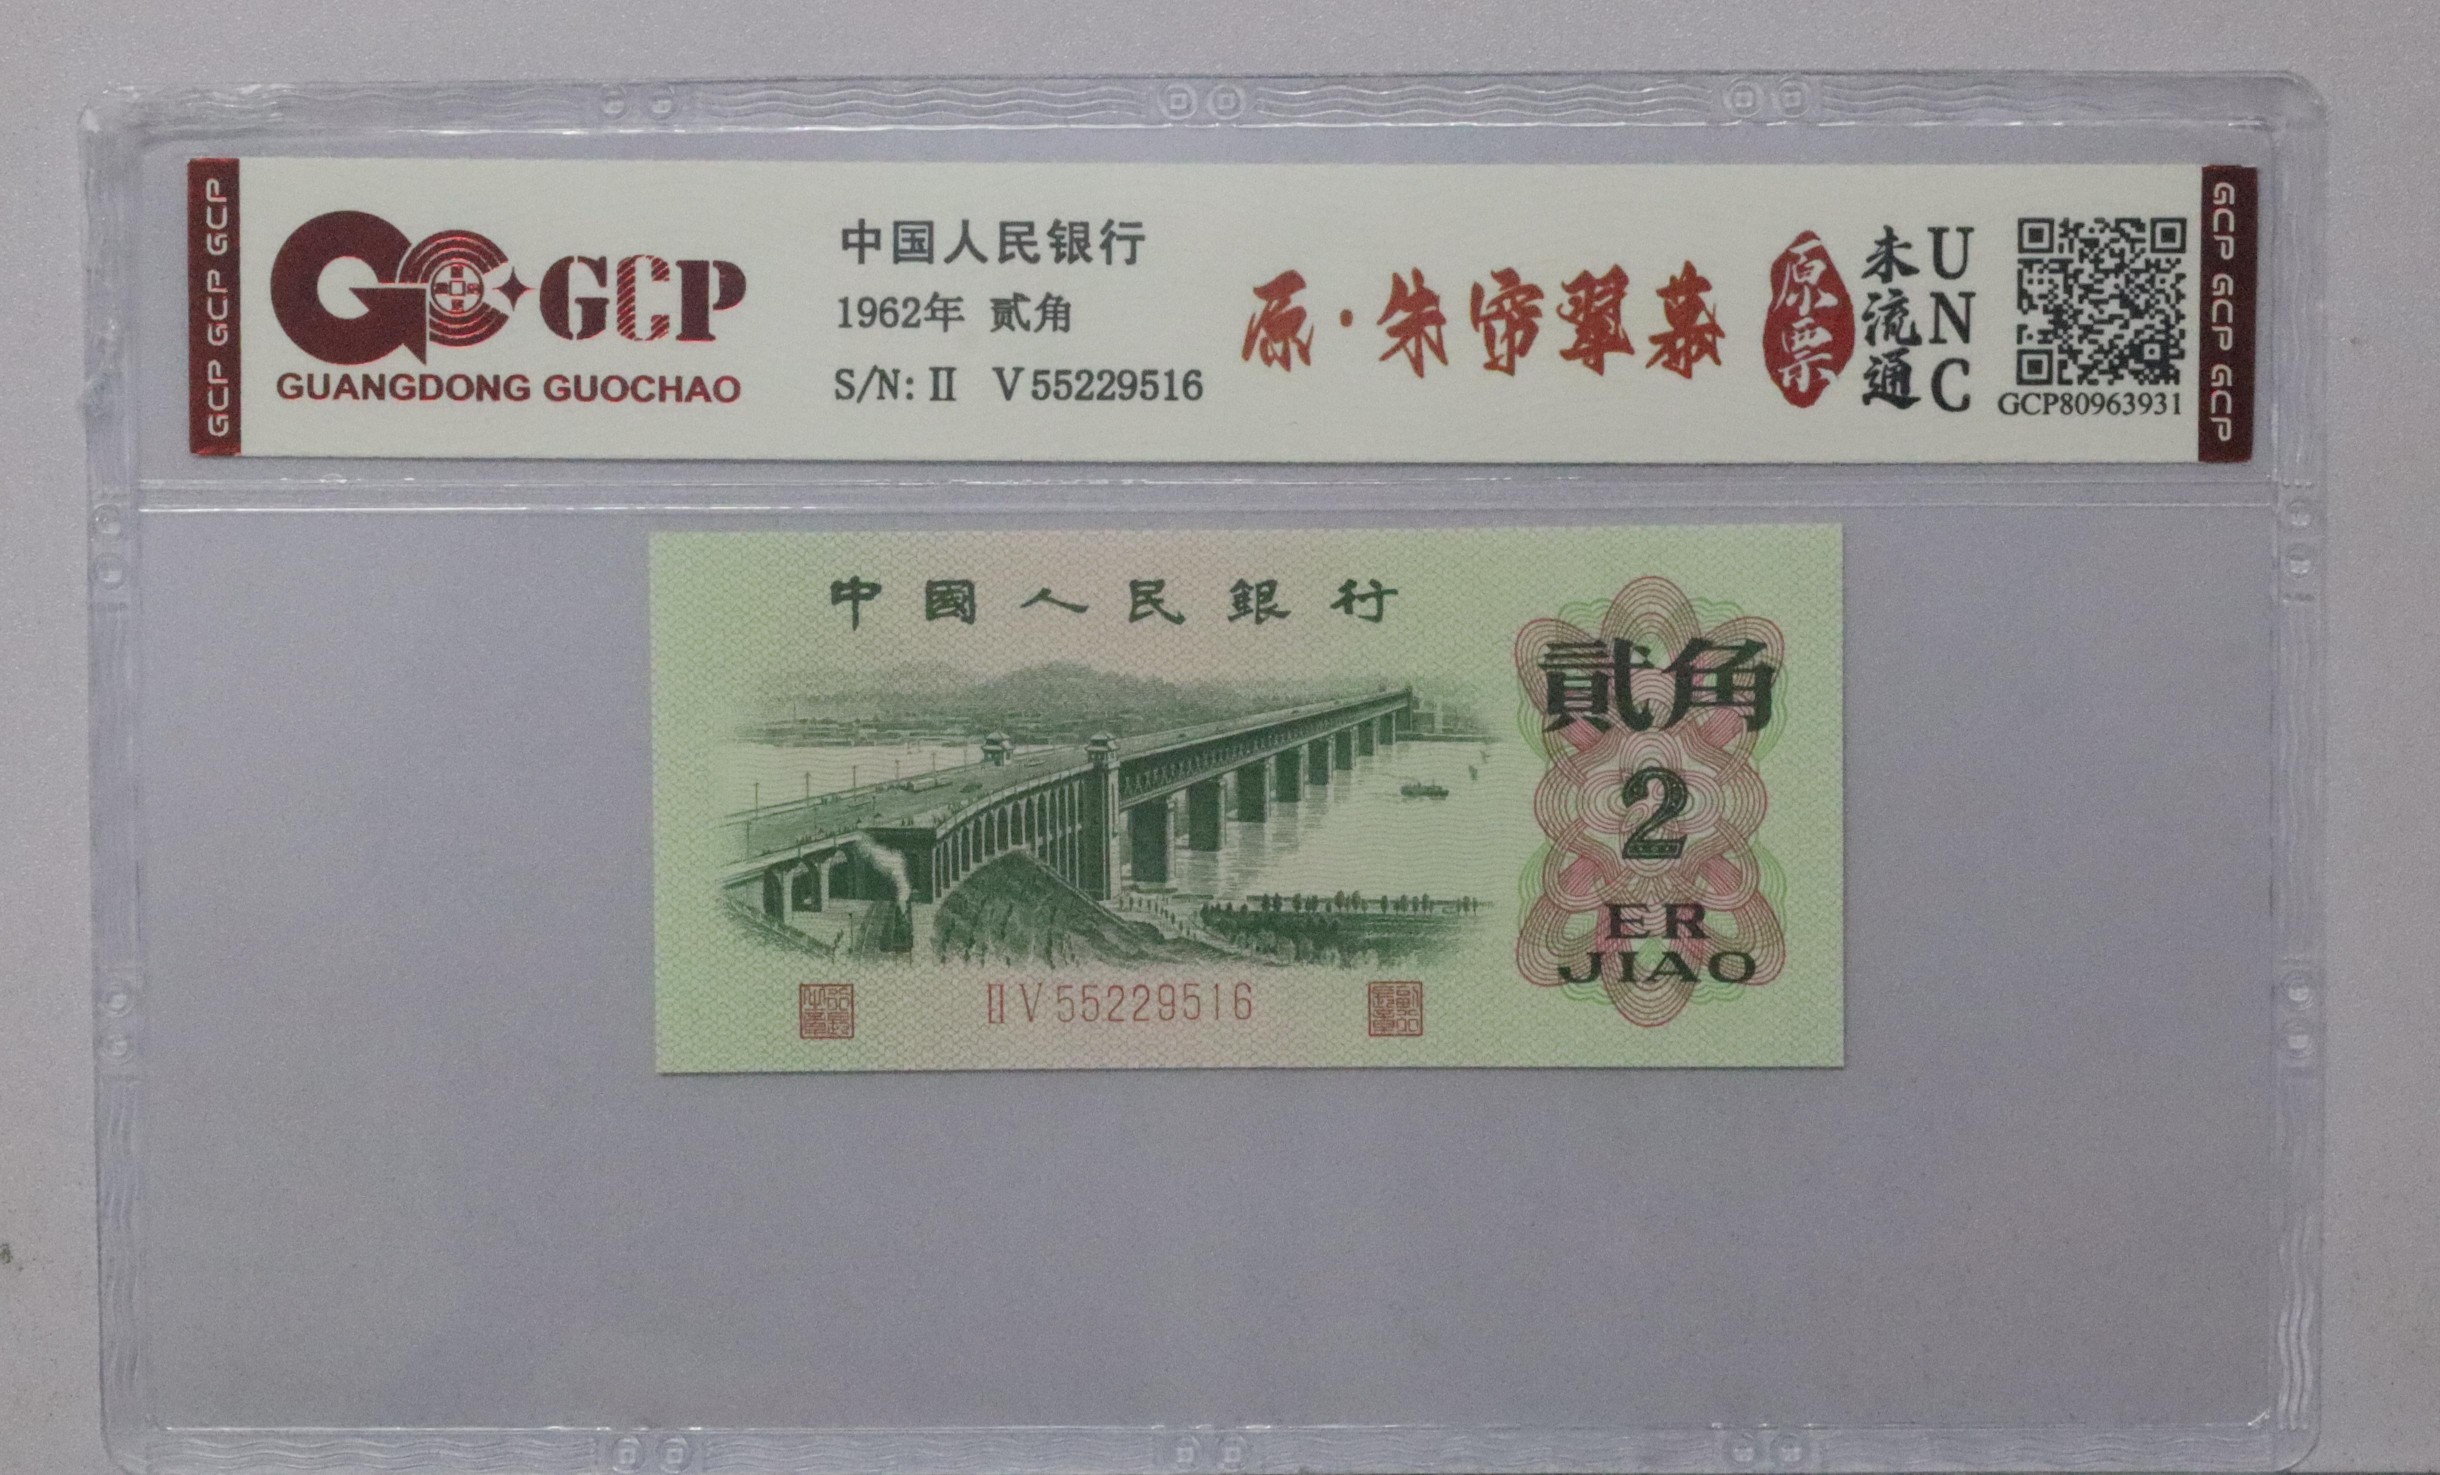 GCP GCP GCP
GCP
GUANGDONG GUOCHAO
中国人民银行
1962年 贰角
S/N: II V55229516
原·朱帘翠幕
原票
未流通
UNC
GCP80963931
GCP GCP GCP
中國人民銀行
貳角
2
ER
JIAO
II V 55229516